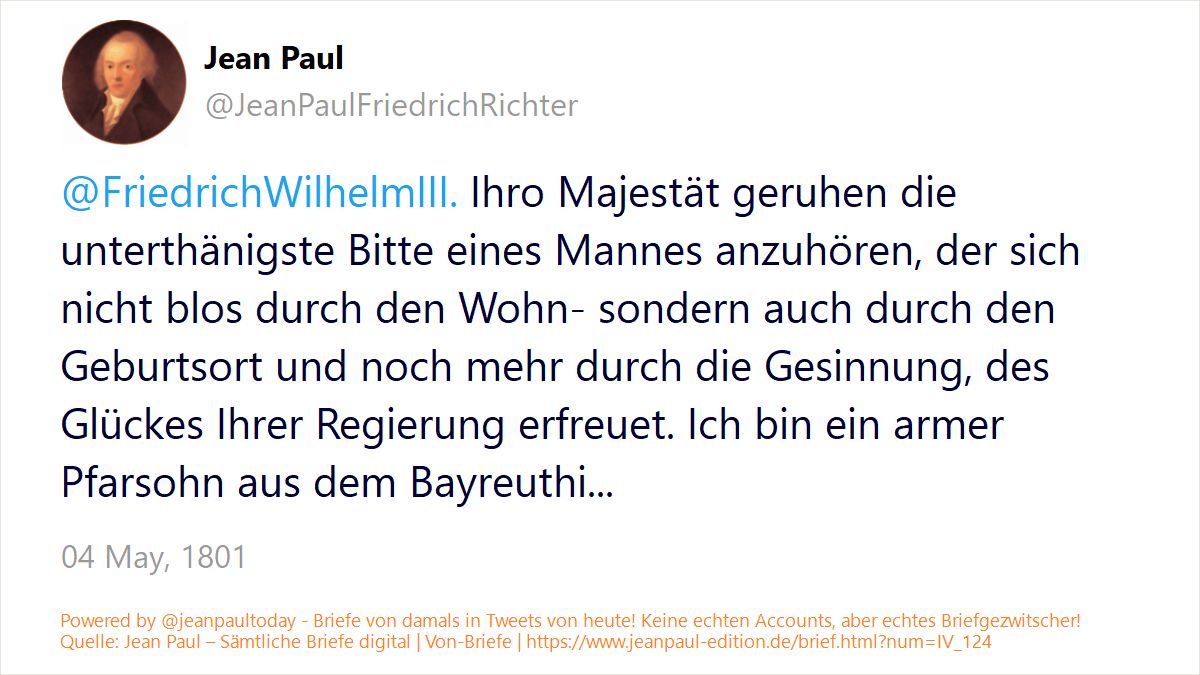 Jean Paul
@JeanPaulFriedrichRichter
@FriedrichWilhelmIII. Ihro Majestät geruhen die
unterthänigste Bitte eines Mannes anzuhören, der sich
nicht blos durch den Wohn- sondern auch durch den
Geburtsort und noch mehr durch die Gesinnung, des
Glückes Ihrer Regierung erfreuet. Ich bin ein armer
Pfarsohn aus dem Bayreuthi...
04 May, 1801
Powered by @jeanpaultoday - Briefe von damals in Tweets von heute! Keine echten Accounts, aber echtes Briefgezwitscher!
Quelle: Jean Paul – Sämtliche Briefe digital | Von-Briefe | https://www.jeanpaul-edition.de/brief.html?num=IV_124